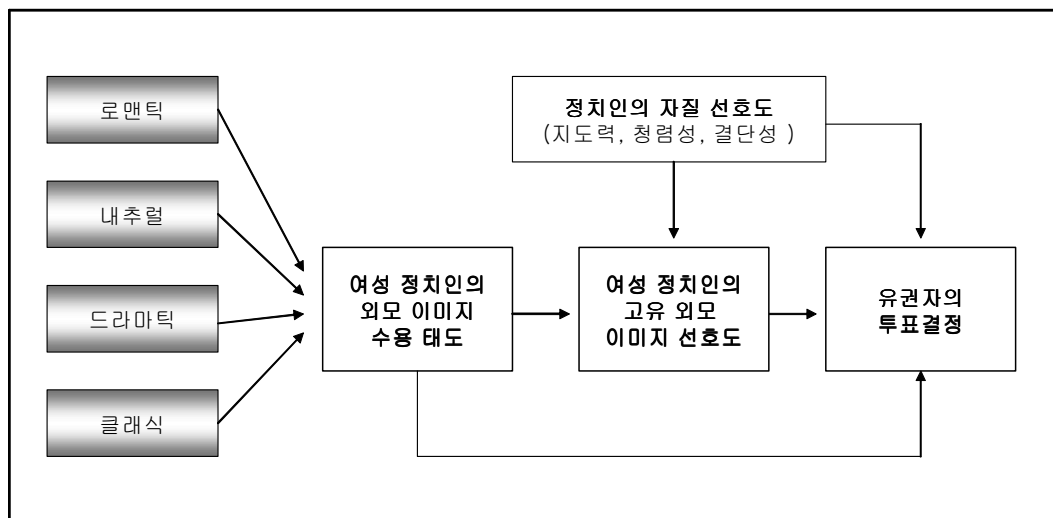 로맨틱
내추럴
드라마틱
클래식
정치인의 자질 선호도
(지도력, 청렴성, 결단성 )
여성 정치인의
외모 이미지
수용 태도
여성 정치인의
고유 외모
이미지 선호도
유권자의
투표결정